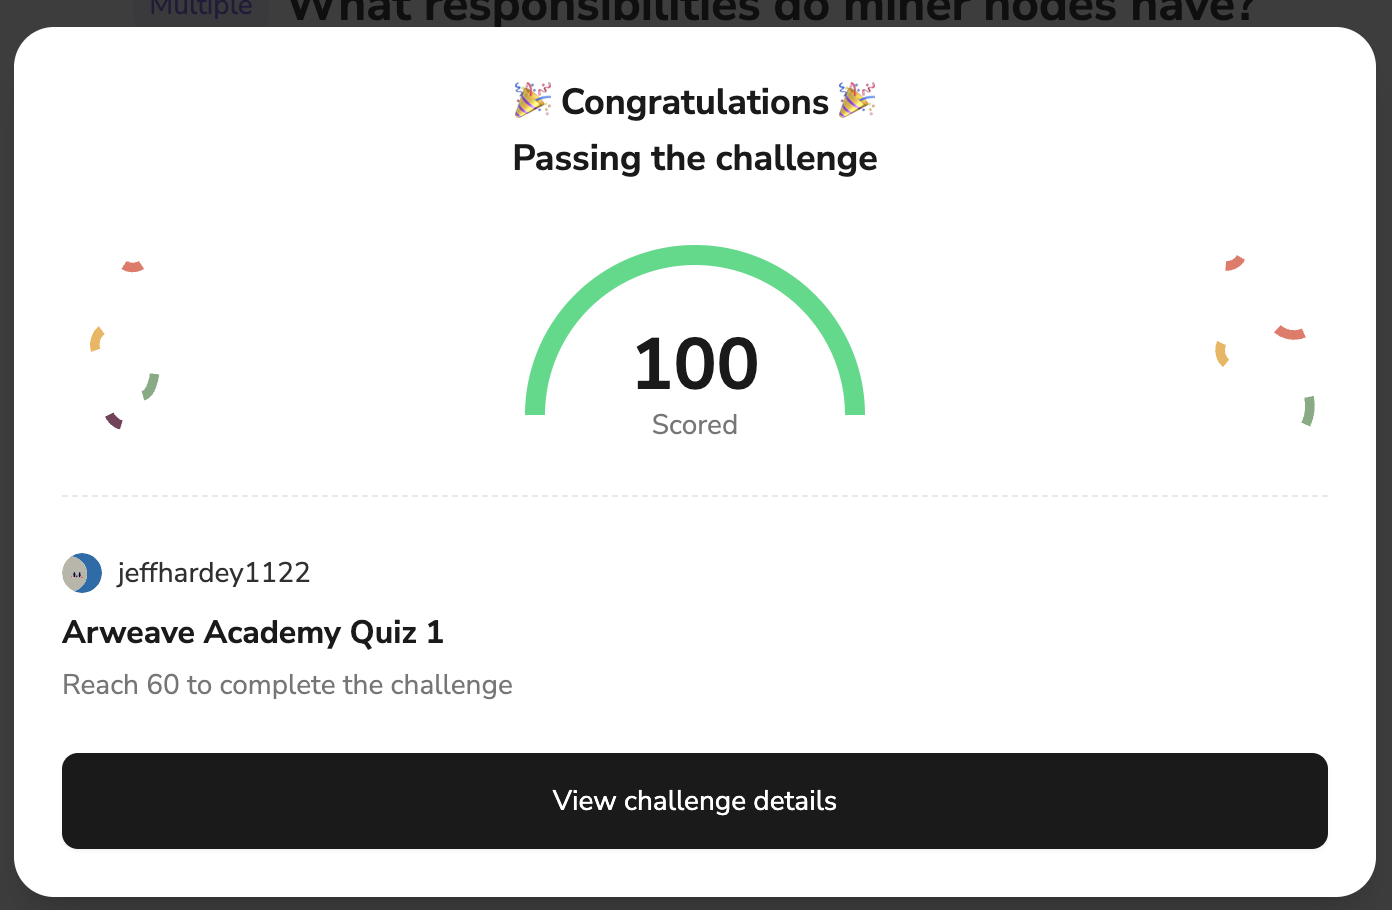 Multiple What responsibilities do miner nodes have?
🎉 Congratulations 🎉
Passing the challenge
100
Scored
jeffhardey1122
Arweave Academy Quiz 1
Reach 60 to complete the challenge
View challenge details